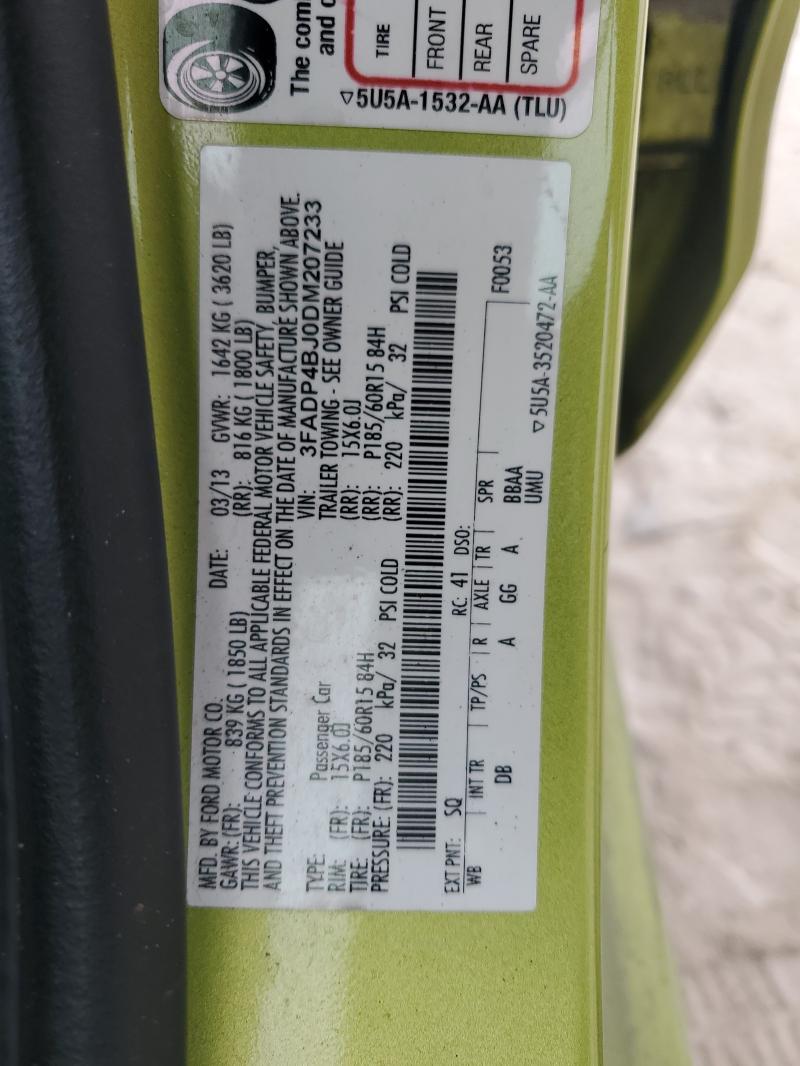 The com
and c
TIRE
FRONT
REAR
SPARE
▽5U5A-1532-AA (TLU)
MFD. BY FORD MOTOR CO.
DATE: 03/13 GVWR: 1642 KG ( 3620 LB)
GAWR: (FR): 839 KG ( 1850 LB) (RR): 816 KG ( 1800 LB)
THIS VEHICLE CONFORMS TO ALL APPLICABLE FEDERAL MOTOR VEHICLE SAFETY, BUMPER,
AND THEFT PREVENTION STANDARDS IN EFFECT ON THE DATE OF MANUFACTURE SHOWN ABOVE.
VIN: 3FADP4BJ0DM207233
TYPE: Passenger Car TRAILER TOWING - SEE OWNER GUIDE
RIM: (FR): 15X6.0J (RR): 15X6.0J
TIRE: (FR): P185/60R15 84H (RR): P185/60R15 84H
PRESSURE: (FR): 220 kPa/ 32 PSI COLD (RR): 220 kPa/ 32 PSI COLD
EXT PNT: SQ RC: 41 DSO:
WB INT TR TP/PS R AXLE TR SPR
DB A GG A BBAA F0053
UMU
▽5U5A-3520472-AA